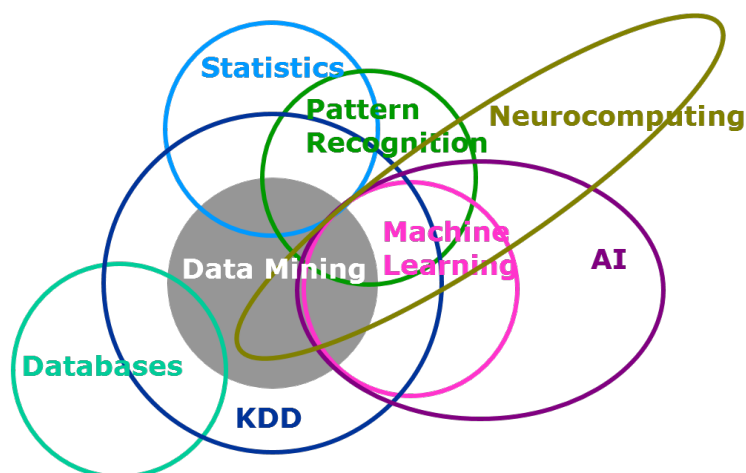 Statistics
Pattern
Recognition
Neurocomputing
Machine
Learning
AI
Data Mining
Databases
KDD